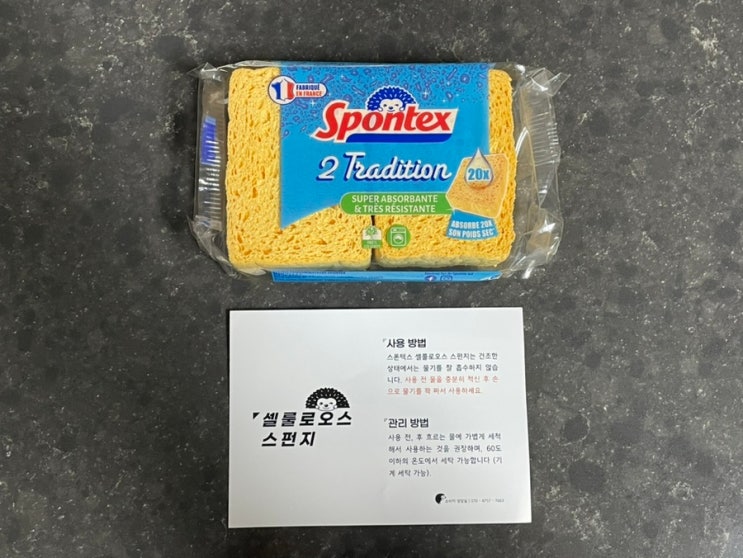 FABRIQUÉ
EN FRANCE
Spontex
2 Tradition
20x
SUPER ABSORBANTE
& TRÈS RÉSISTANTE
ABSORBE 20X
SON POIDS SEC*
셀룰로오스
스펀지
사용 방법
스폰텍스 셀룰로오스 스펀지는 건조한
상태에서는 물기를 잘 흡수하지 않습
니다. 사용 전 물을 충분히 적신 후 손
으로 물기를 꽉 짜서 사용하세요.
관리 방법
사용 전, 후 흐르는 물에 가볍게 세척
해서 사용하는 것을 권장하며, 60도
이하의 온도에서 세탁 가능합니다 (기
계 세탁 가능).